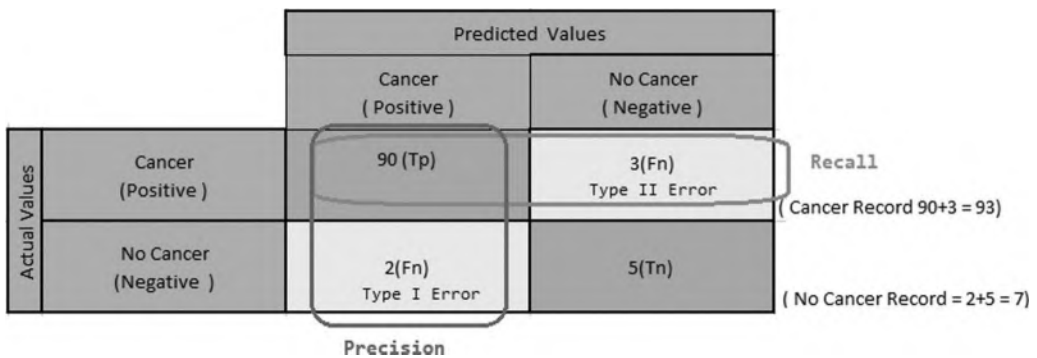 Predicted Values
Cancer
( Positive )
No Cancer
( Negative )
Actual Values
Cancer
(Positive )
90 (Tp)
3(Fn)
Type II Error
Recall
( Cancer Record 90+3 = 93)
No Cancer
(Negative )
2(Fn)
Type I Error
5(Tn)
( No Cancer Record = 2+5 = 7)
Precision